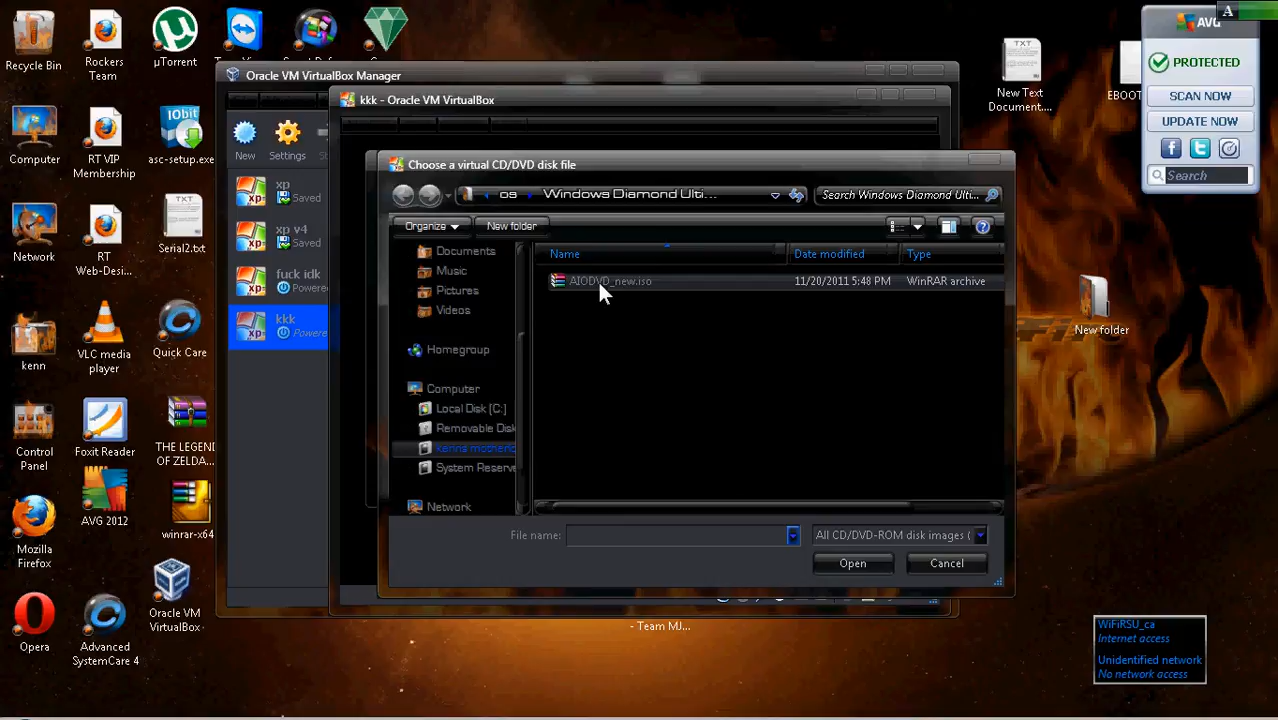 Recycle Bin
Rockers
Team
µTorrent
Oracle VM VirtualBox Manager
kkk - Oracle VM VirtualBox
Choose a virtual CD/DVD disk file
os
Windows Diamond Ulti...
Search Windows Diamond Ulti...
Organize
New folder
Name
Date modified
Type
AIODVD_new.iso
11/20/2011 5:48 PM
WinRAR archive
Documents
Music
Pictures
Videos
Homegroup
Computer
Local Disk [C:]
Removable Disk
System Reserve
Network
File name:
All CD/DVD-ROM disk images (
Open
Cancel
New
Settings
xp
Saved
xp v4
Saved
fuck idk
Powere
kkk
Powere
Computer
RT VIP
Membership
asc-setup.exe
Network
RT
Web-Desi...
Serial2.txt
kenn
VLC media
player
Quick Care
Control
Panel
Foxit Reader
THE LEGEND
OF ZELDA...
Mozilla
Firefox
AVG 2012
winrar-x64
Opera
Advanced
SystemCare 4
Oracle VM
VirtualBox
- Team MJ...
TXT
New Text
Document....
EBOOT
A
AVG
PROTECTED
SCAN NOW
UPDATE NOW
Search
New folder
WiFiRSU_ca
Internet access
Unidentified network
No network access